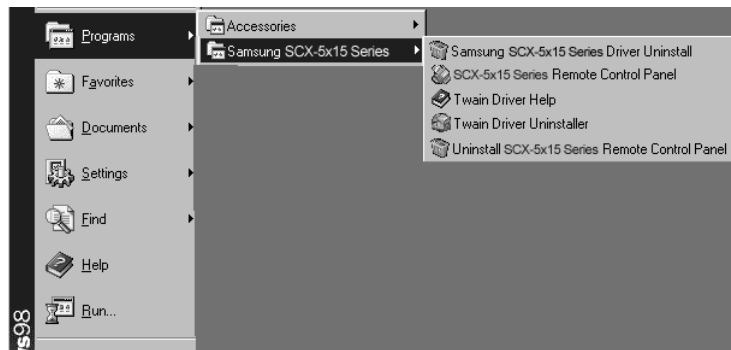 Programs
Favorites
Documents
Settings
Find
Help
Run...
Accessories
Samsung SCX-5x15 Series
Samsung SCX-5x15 Series Driver Uninstall
SCX-5x15 Series Remote Control Panel
Twain Driver Help
Twain Driver Uninstaller
Uninstall SCX-5x15 Series Remote Control Panel
ws98